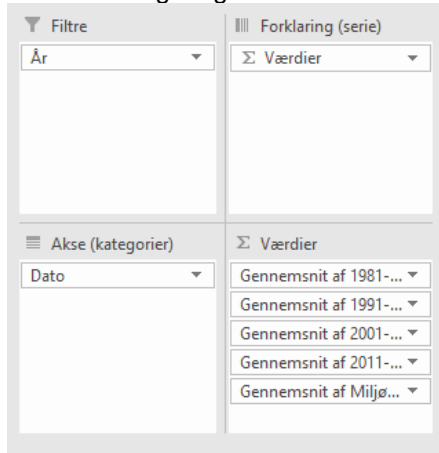 Filtre
År
Forklaring (serie)
Σ Værdier
Akse (kategorier)
Dato
Σ Værdier
Gennemsnit af 1981-...
Gennemsnit af 1991-...
Gennemsnit af 2001-...
Gennemsnit af 2011-...
Gennemsnit af Miljø...